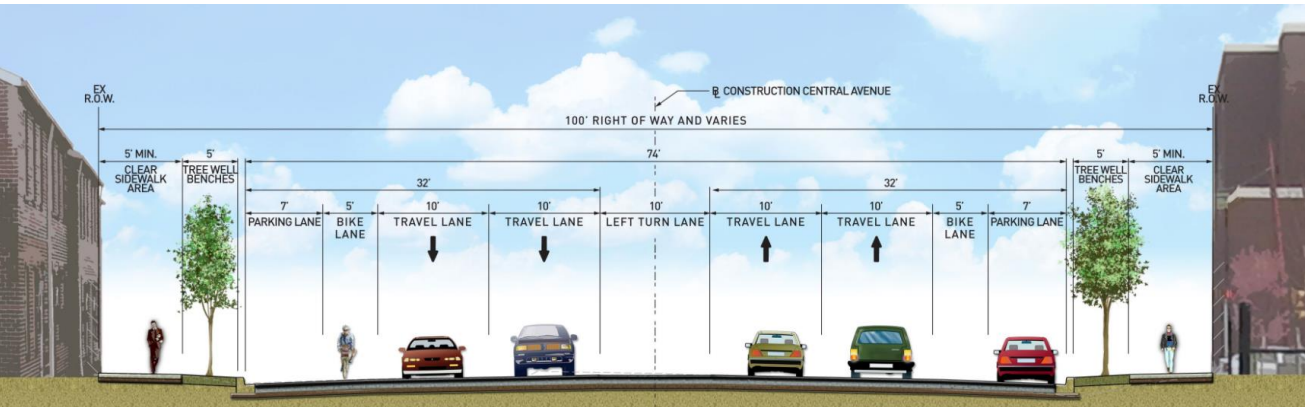 EX
R.O.W.
℄ CONSTRUCTION CENTRAL AVENUE
EX
R.O.W.
100' RIGHT OF WAY AND VARIES
5' MIN.
CLEAR
SIDEWALK
AREA
5'
TREE WELL
BENCHES
74'
5'
TREE WELL
BENCHES
5' MIN.
CLEAR
SIDEWALK
AREA
32'
32'
7'
PARKING LANE
5'
BIKE
LANE
10'
TRAVEL LANE
10'
TRAVEL LANE
10'
LEFT TURN LANE
10'
TRAVEL LANE
10'
TRAVEL LANE
5'
BIKE
LANE
7'
PARKING LANE